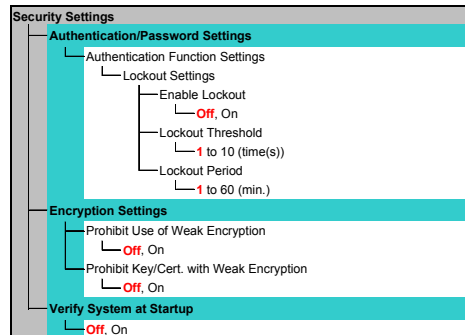 Security Settings
Authentication/Password Settings
Authentication Function Settings
Lockout Settings
Enable Lockout
Off, On
Lockout Threshold
1 to 10 (time(s))
Lockout Period
1 to 60 (min.)
Encryption Settings
Prohibit Use of Weak Encryption
Off, On
Prohibit Key/Cert. with Weak Encryption
Off, On
Verify System at Startup
Off, On